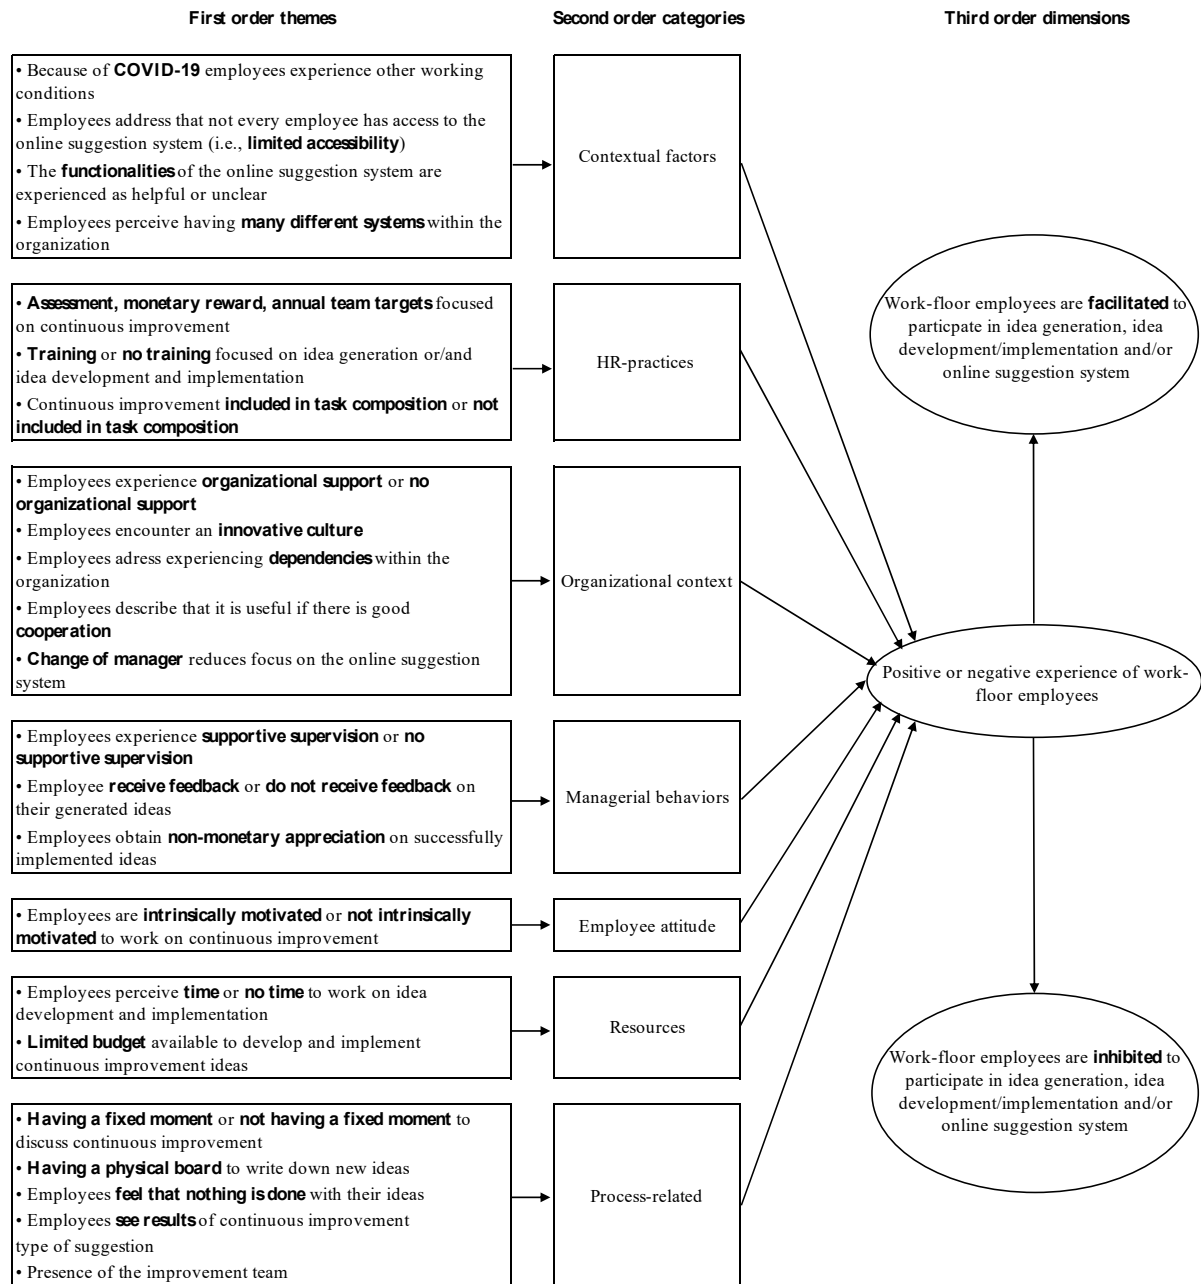 First order themes
Second order categories
Third order dimensions
• Because of COVID-19 employees experience other working
conditions
• Employees address that not every employee has access to the
online suggestion system (i.e., limited accessibility)
• The functionalities of the online suggestion system are
experienced as helpful or unclear
• Employees perceive having many different systems within the
organization
Contextual factors
• Assessment, monetary reward, annual team targets focused
on continuous improvement
• Training or no training focused on idea generation or/and
idea development and implementation
• Continuous improvement included in task composition or not
included in task composition
HR-practices
• Employees experience organizational support or no
organizational support
• Employees encounter an innovative culture
• Employees adress experiencing dependencies within the
organization
• Employees describe that it is useful if there is good
cooperation
• Change of manager reduces focus on the online suggestion
system
Organizational context
• Employees experience supportive supervision or no
supportive supervision
• Employee receive feedback or do not receive feedback on
their generated ideas
• Employees obtain non-monetary appreciation on successfully
implemented ideas
Managerial behaviors
• Employees are intrinsically motivated or not intrinsically
motivated to work on continuous improvement
Employee attitude
• Employees perceive time or no time to work on idea
development and implementation
• Limited budget available to develop and implement
continuous improvement ideas
Resources
• Having a fixed moment or not having a fixed moment to
discuss continuous improvement
• Having a physical board to write down new ideas
• Employees feel that nothing is done with their ideas
• Employees see results of continuous improvement
type of suggestion
• Presence of the improvement team
Process-related
Work-floor employees are facilitated to
partcpate in idea generation, idea
development/implementation and/or
online suggestion system
Positive or negative experience of work-
floor employees
Work-floor employees are inhibited to
participate in idea generation, idea
development/implementation and/or
online suggestion system